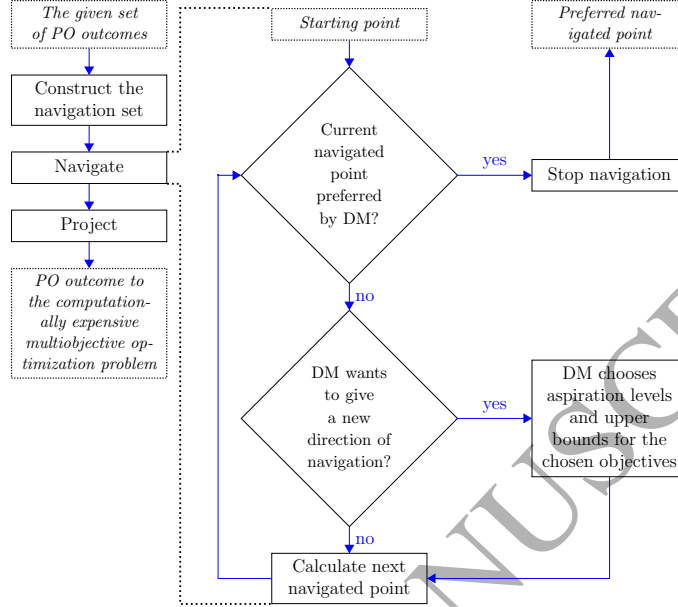 The given set
of PO outcomes
Construct the
navigation set
Navigate
Project
PO outcome to
the computation-
ally expensive
multiobjective op-
timization problem
Starting point
Current
navigated
point
preferred
by DM?
yes
Stop navigation
Preferred nav-
igated point
no
DM wants
to give
a new
direction of
navigation?
yes
DM chooses
aspiration levels
and upper
bounds for the
chosen objectives
no
Calculate next
navigated point
NUSC